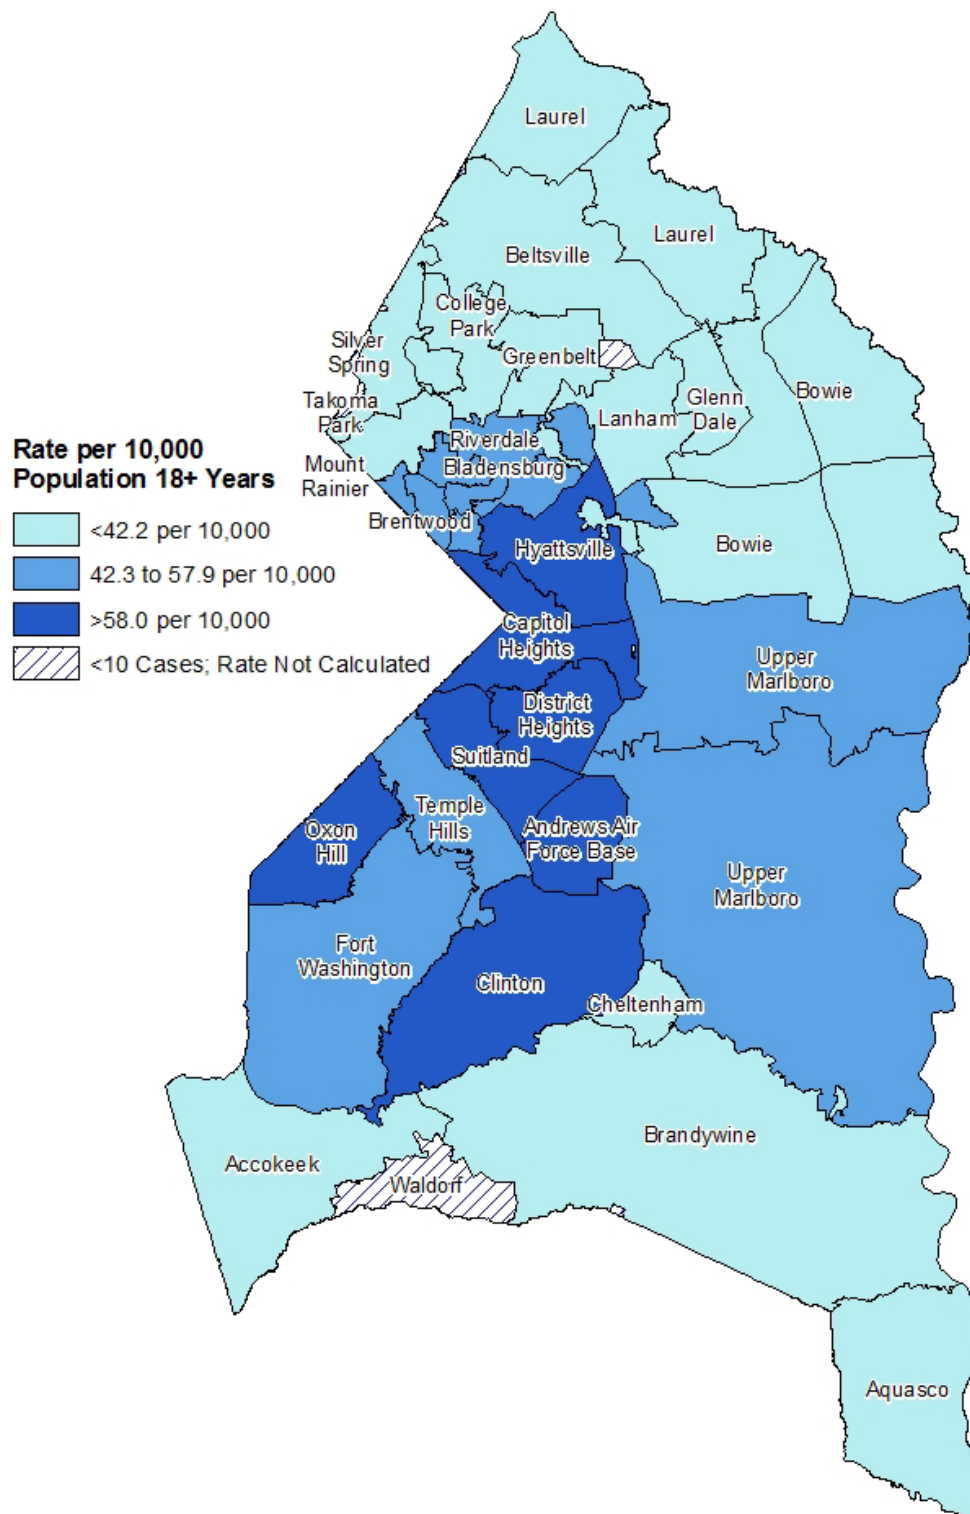 Laurel
Laurel
Beltsville
College
Park
Silver
Spring
Greenbelt
Takoma
Park
Lanham
Glenn
Dale
Bowie
Rate per 10,000
Population 18+ Years
<42.2 per 10,000
42.3 to 57.9 per 10,000
>58.0 per 10,000
<10 Cases; Rate Not Calculated
Riverdale
Bladensburg
Mount
Rainier
Brentwood
Hyattsville
Bowie
Capitol
Heights
Upper
Marlboro
District
Heights
Suitland
Temple
Hills
Oxon
Hill
Andrews Air
Force Base
Upper
Marlboro
Fort
Washington
Clinton
Cheltenham
Brandywine
Accokeek
Waldorf
Aquasco